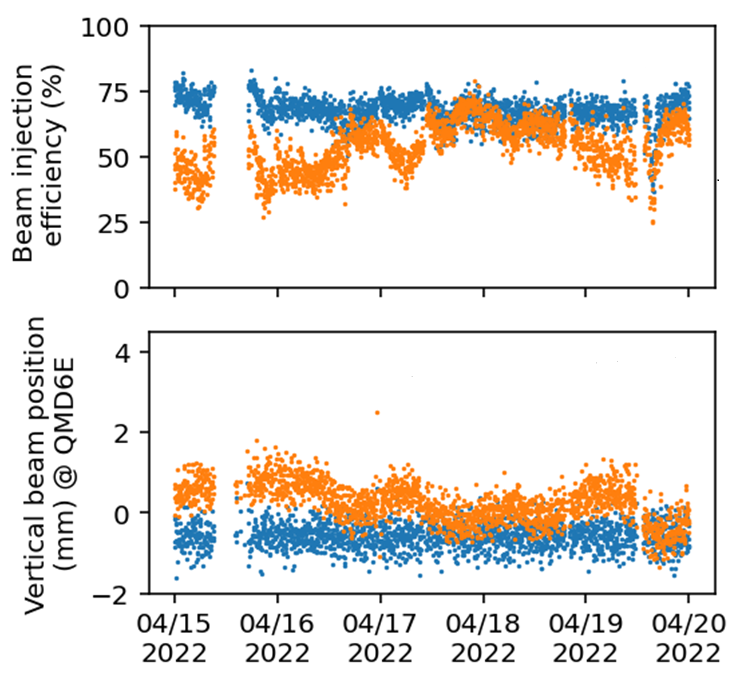 Beam injection
efficiency (%)
100
75
50
25
0
Vertical beam position
(mm) @ QMD6E
4
2
0
−2
04/15 04/16 04/17 04/18 04/19 04/20
2022 2022 2022 2022 2022 2022